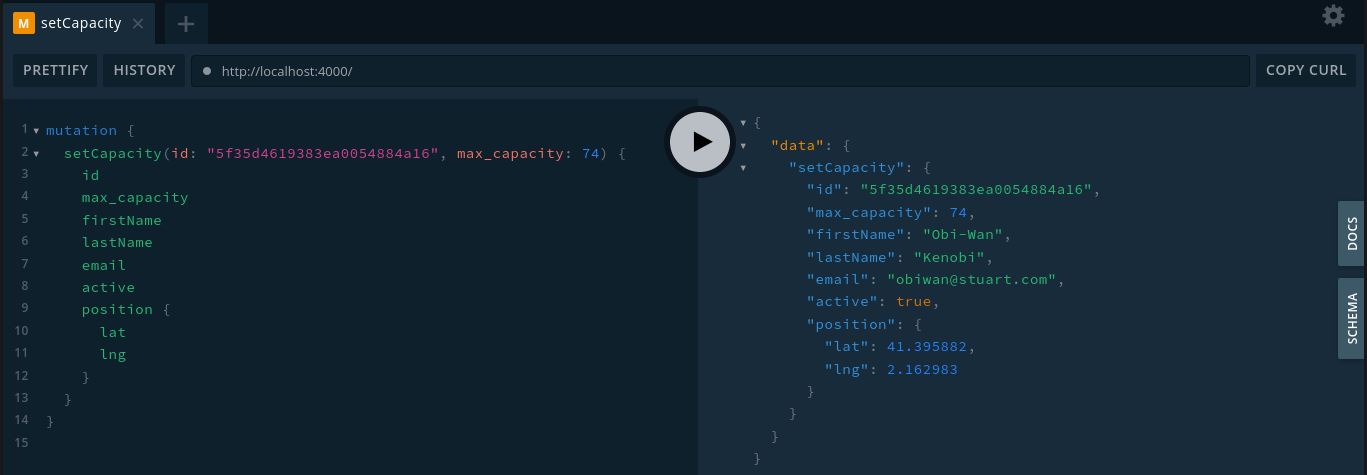 M setCapacity ×
+
PRETTIFY HISTORY http://localhost:4000/ COPY CURL
1 mutation {
2 setCapacity(id: "5f35d4619383ea0054884a16", max_capacity: 74) {
3 id
4 max_capacity
5 firstName
6 lastName
7 email
8 active
9 position {
10 lat
11 lng
12 }
13 }
14 }
15
{
"data": {
"setCapacity": {
"id": "5f35d4619383ea0054884a16",
"max_capacity": 74,
"firstName": "Obi-Wan",
"lastName": "Kenobi",
"email": "obiwan@stuart.com",
"active": true,
"position": {
"lat": 41.395882,
"lng": 2.162983
}
}
}
}
DOCS
SCHEMA